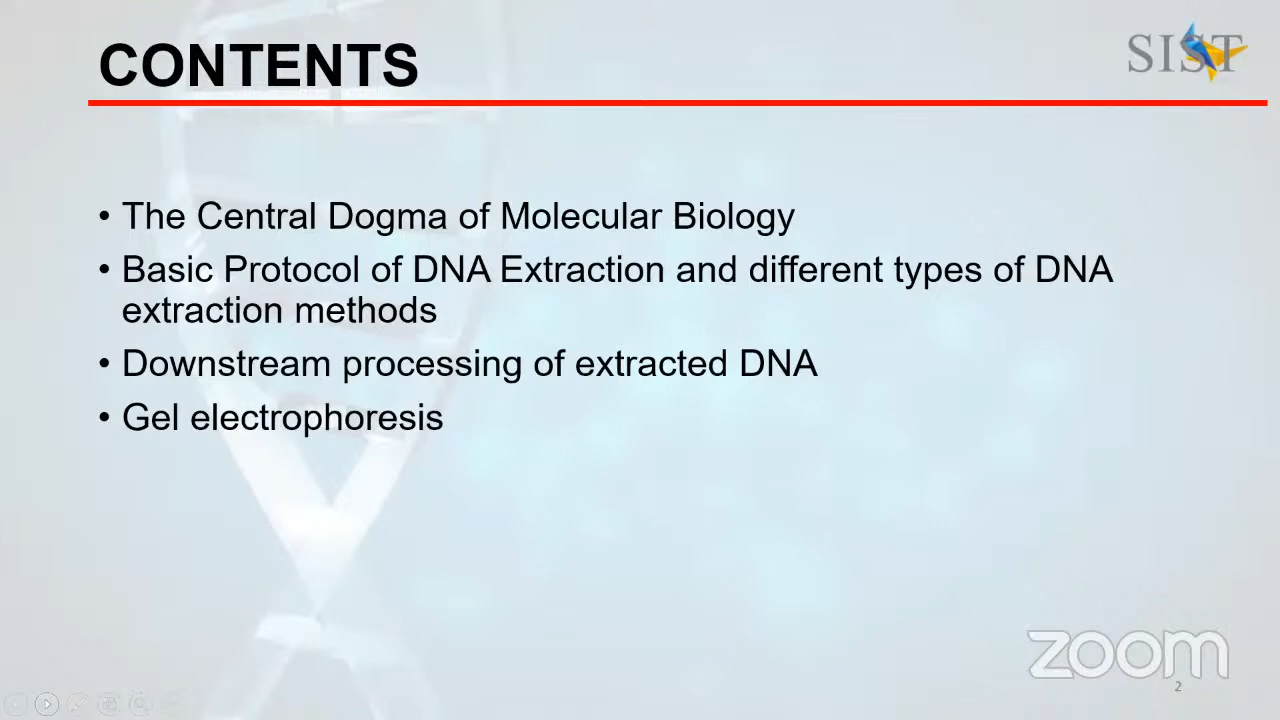 CONTENTS
SIST
• The Central Dogma of Molecular Biology
• Basic Protocol of DNA Extraction and different types of DNA
extraction methods
• Downstream processing of extracted DNA
• Gel electrophoresis
zoom
2